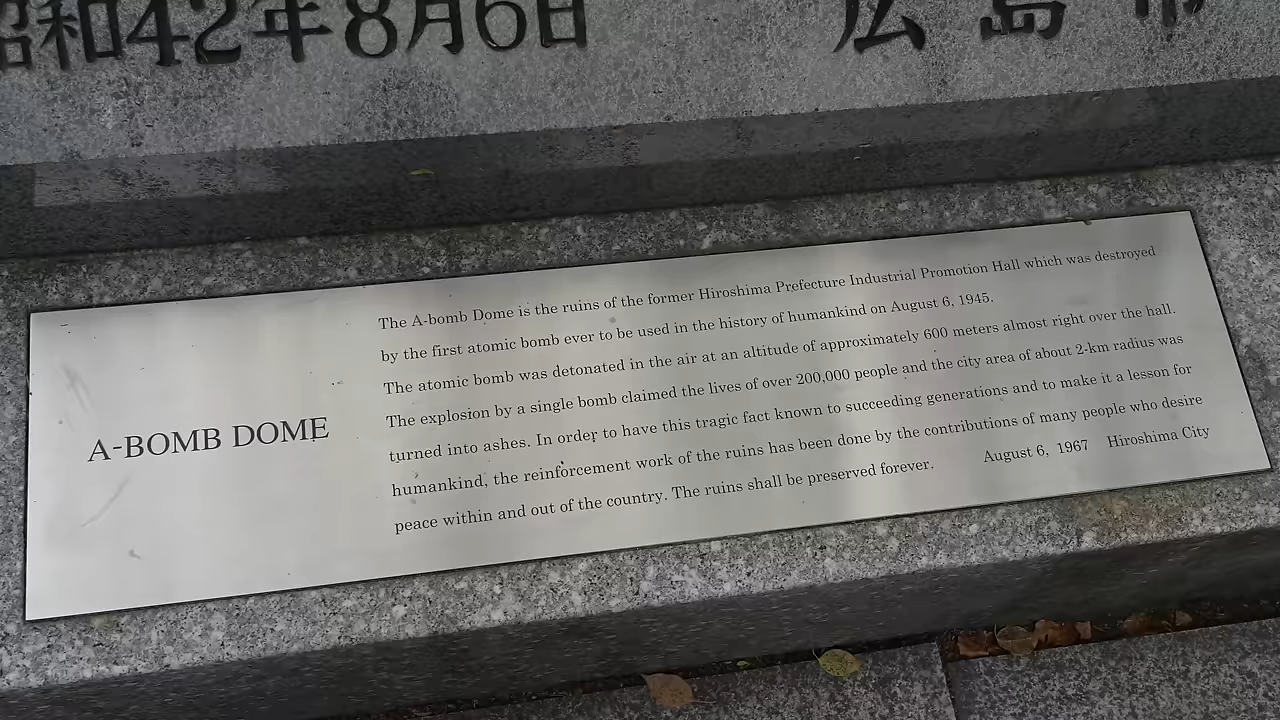 昭和42年8月6日 広島市
A-BOMB DOME
The A-bomb Dome is the ruins of the former Hiroshima Prefecture Industrial Promotion Hall which was destroyed
by the first atomic bomb ever to be used in the history of humankind on August 6, 1945.
The atomic bomb was detonated in the air at an altitude of approximately 600 meters almost right over the hall.
The explosion by a single bomb claimed the lives of over 200,000 people and the city area of about 2-km radius was
turned into ashes. In order to have this tragic fact known to succeeding generations and to make it a lesson for
humankind, the reinforcement work of the ruins has been done by the contributions of many people who desire
peace within and out of the country. The ruins shall be preserved forever. August 6, 1967 Hiroshima City